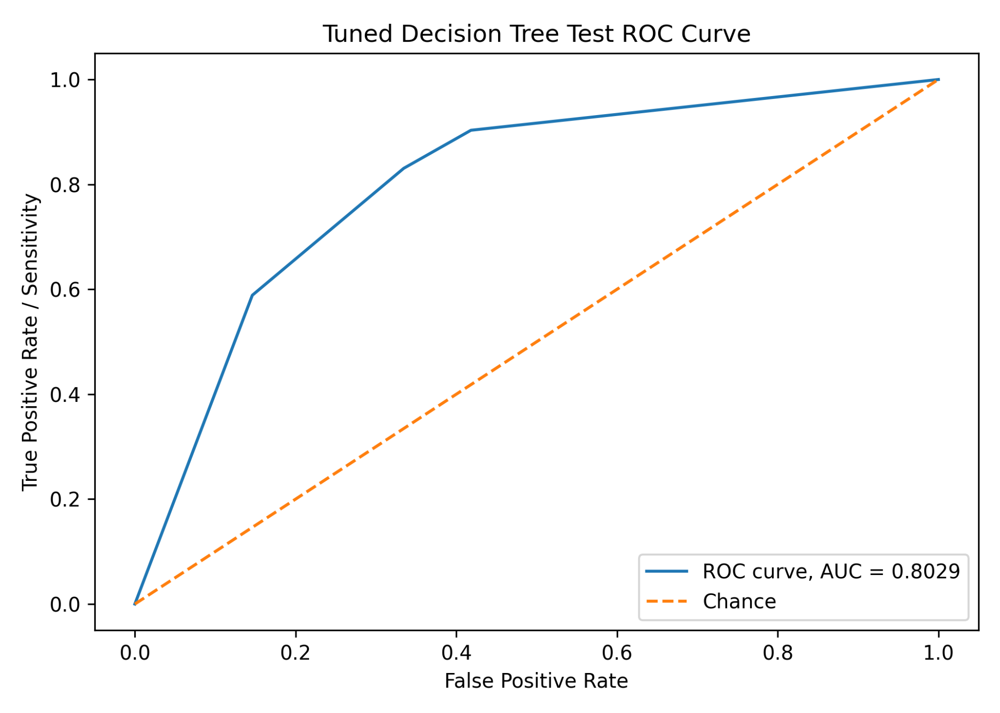 Tuned Decision Tree Test ROC Curve
True Positive Rate / Sensitivity
1.0
0.8
0.6
0.4
0.2
0.0
ROC curve, AUC = 0.8029
Chance
0.0 0.2 0.4 0.6 0.8 1.0
False Positive Rate